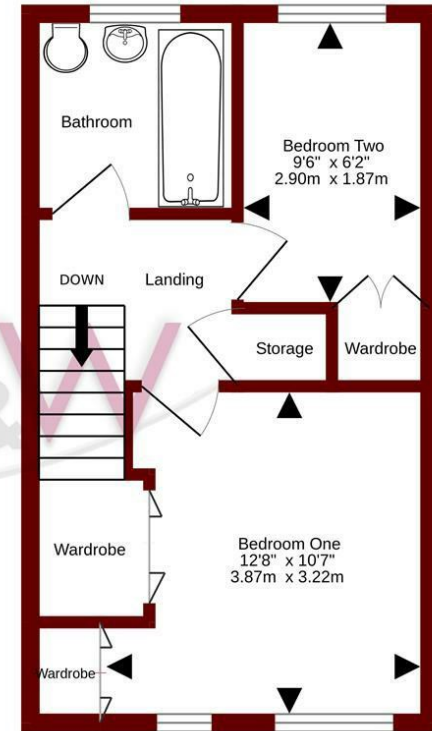 Bathroom
Bedroom Two
9'6" x 6'2"
2.90m x 1.87m
DOWN
Landing
Storage
Wardrobe
&W
Wardrobe
Bedroom One
12'8" x 10'7"
3.87m x 3.22m
Wardrobe